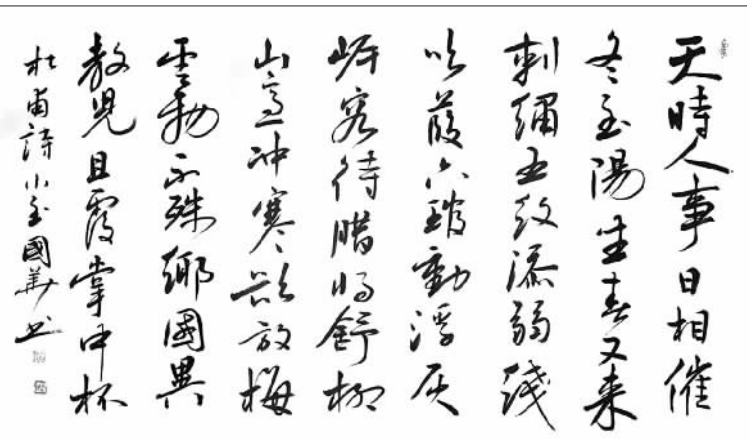 天時人事日相催
冬至陽生春又来
刺繡五紋添弱綫
吹葭六琯動浮灰
岸容待腊将舒柳
山意冲寒欲放梅
雲物不殊鄉國異
教兒且覆掌中杯
杜甫詩小至國華书